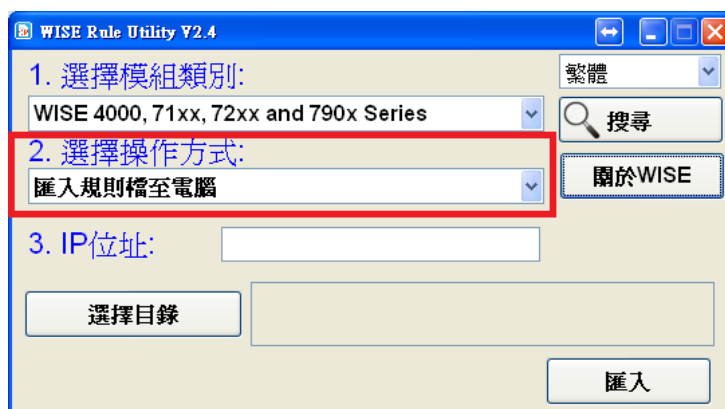 WISE Rule Utility V2.4
1. 選擇模組類別:
繁體
WISE 4000, 71xx, 72xx and 790x Series
搜尋
2. 選擇操作方式:
匯入規則檔至電腦
關於WISE
3. IP位址:
選擇目錄
匯入